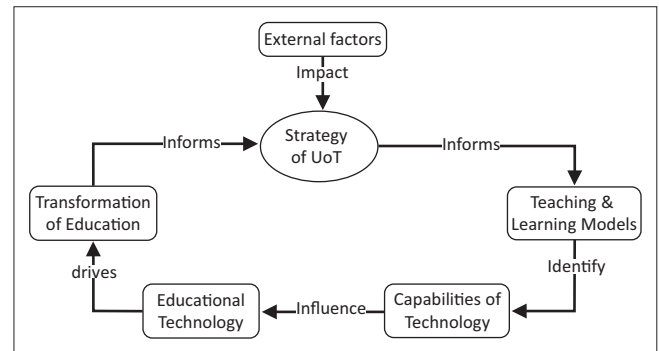 External factors
Impact
Strategy
of UoT
Informs
Informs
Transformation
of Education
Teaching &
Learning Models
drives
Identify
Educational
Technology
Influence
Capabilities of
Technology